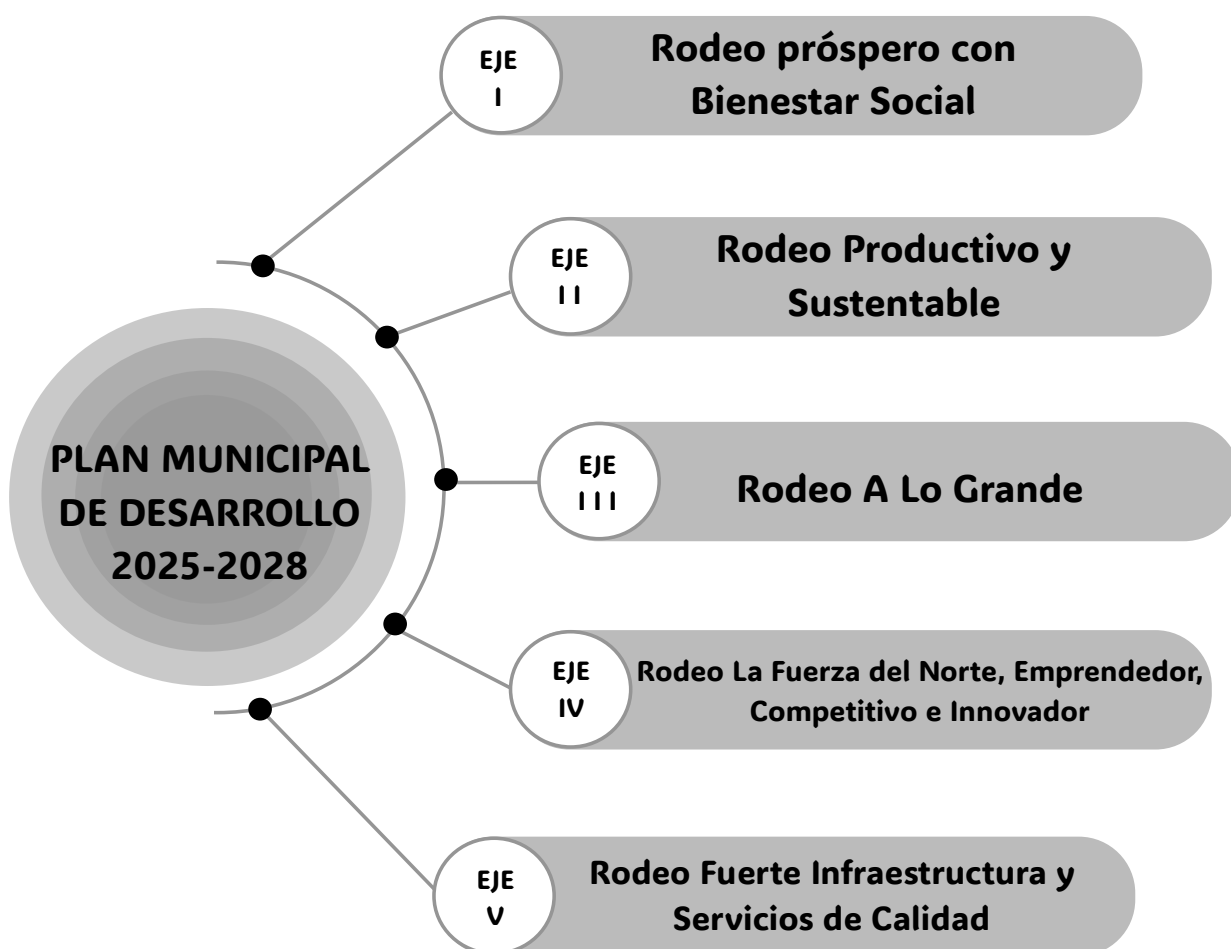 EJE
I
Rodeo próspero con
Bienestar Social
EJE
II
Rodeo Productivo y
Sustentable
PLAN MUNICIPAL
DE DESARROLLO
2025-2028
EJE
III
Rodeo A Lo Grande
EJE
IV
Rodeo La Fuerza del Norte, Emprendedor,
Competitivo e Innovador
EJE
V
Rodeo Fuerte Infraestructura y
Servicios de Calidad